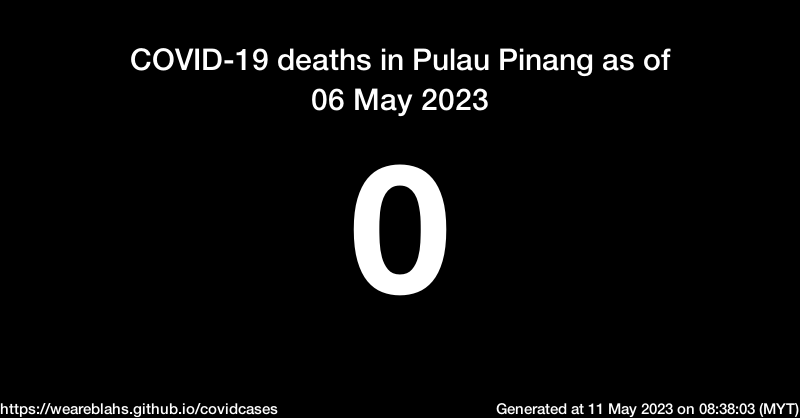 COVID-19 deaths in Pulau Pinang as of
06 May 2023
0
https://weareblahs.github.io/covidcases
Generated at 11 May 2023 on 08:38:03 (MYT)